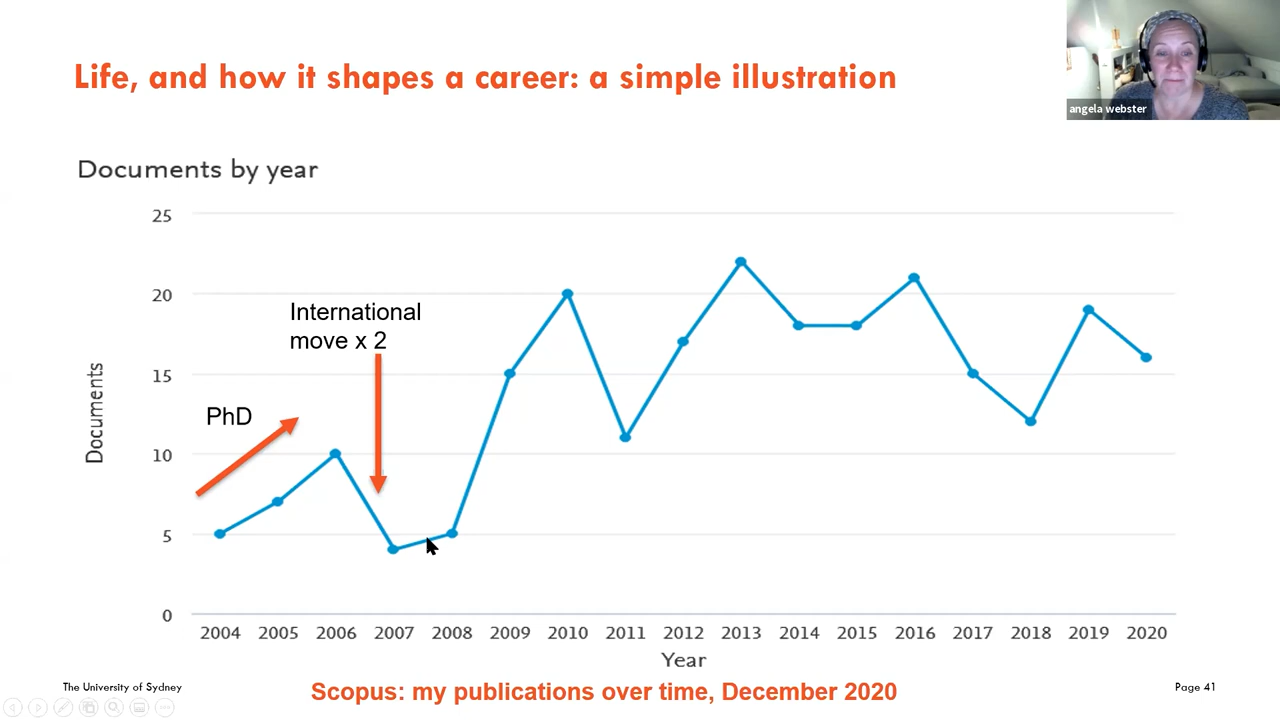 Life, and how it shapes a career: a simple illustration
angela webster
Documents by year
25
20
15
10
5
0
Documents
International
move x 2
PhD
2004 2005 2006 2007 2008 2009 2010 2011 2012 2013 2014 2015 2016 2017 2018 2019 2020
Year
The University of Sydney
Scopus: my publications over time, December 2020
Page 41